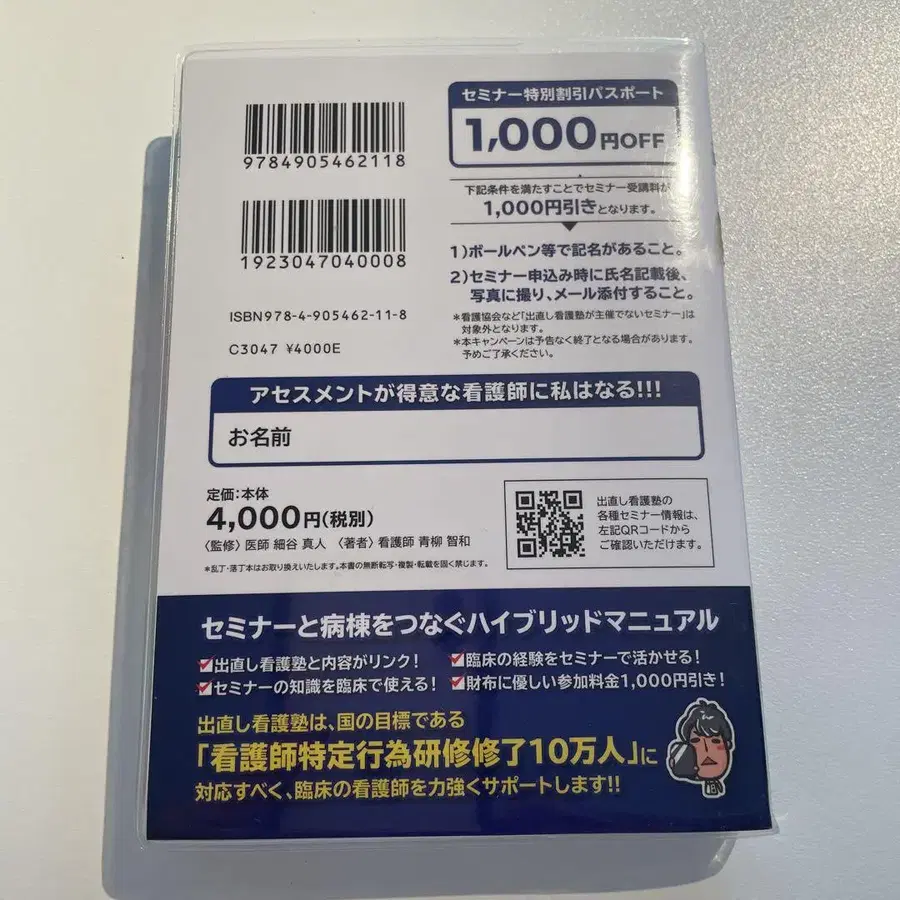 9784905462118
1923047040008
ISBN978-4-905462-11-8
C3047 ¥4000E
セミナー特別割引パスポート
1,000円OFF
下記条件を満たすことでセミナー受講料が
1,000円引きとなります。
1)ボールペン等で記名があること。
2)セミナー申込み時に氏名記載後、
写真に撮り、メール添付すること。
*看護協会など「出直し看護塾が主催でないセミナー」は
対象外となります。
*本キャンペーンは予告なく終了となる場合があります。
予めご了承ください。
アセスメントが得意な看護師に私はなる!!!
お名前
定価:本体
4,000円(税別)
〈監修〉医師 細谷 真人 〈著者〉看護師 青柳 智和
*乱丁・落丁本はお取り換えいたします。本書の無断転写・複製・転載を固く禁じます。
出直し看護塾の
各種セミナー情報は、
左記QRコードから
ご確認いただけます。
セミナーと病棟をつなぐハイブリッドマニュアル
出直し看護塾と内容がリンク!
臨床の経験をセミナーで活かせる!
セミナーの知識を臨床で使える!
財布に優しい参加料金1,000円引き!
出直し看護塾は、国の目標である
「看護師特定行為研修修了10万人」に
対応すべく、臨床の看護師を力強くサポートします!!